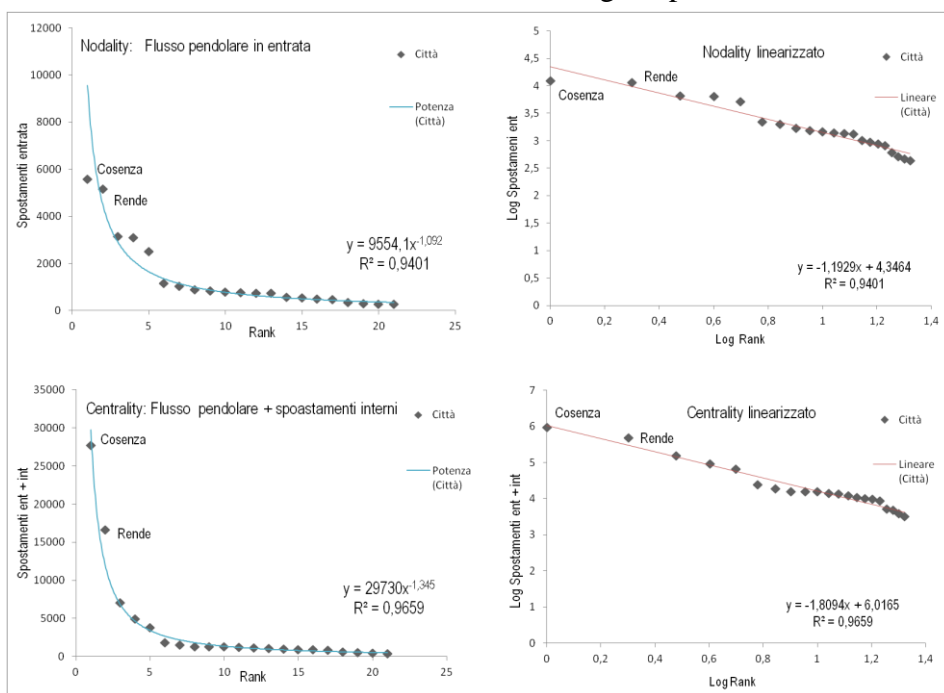 12000
10000
8000
6000
4000
2000
0
Spostamenti entrata
Nodality: Flusso pendolare in entrata
Città
Potenza
(Città)
Cosenza
Rende
y = 9554,1x-1,092
R² = 0,9401
0
5
10
15
20
25
Rank
5
4,5
4
3,5
3
2,5
2
1,5
1
0,5
0
Log Spostameni ent
Nodality linearizzato
Città
Lineare
(Città)
Cosenza
Rende
y = -1,1929x + 4,3464
R² = 0,9401
0
0,2
0,4
0,6
0,8
1
1,2
1,4
Log Rank
35000
30000
25000
20000
15000
10000
5000
0
Spostamenti ent + int
Centrality: Flusso pendolare + spoastamenti interni
Città
Potenza
(Città)
Cosenza
Rende
y = 29730x-1,345
R² = 0,9659
0
5
10
15
20
25
Rank
7
6
5
4
3
2
1
0
Log Spostamenti ent + int
Centrality linearizzato
Città
Lineare
(Città)
Cosenza
Rende
y = -1,8094x + 6,0165
R² = 0,9659
0
0,2
0,4
0,6
0,8
1
1,2
1,4
Log Rank